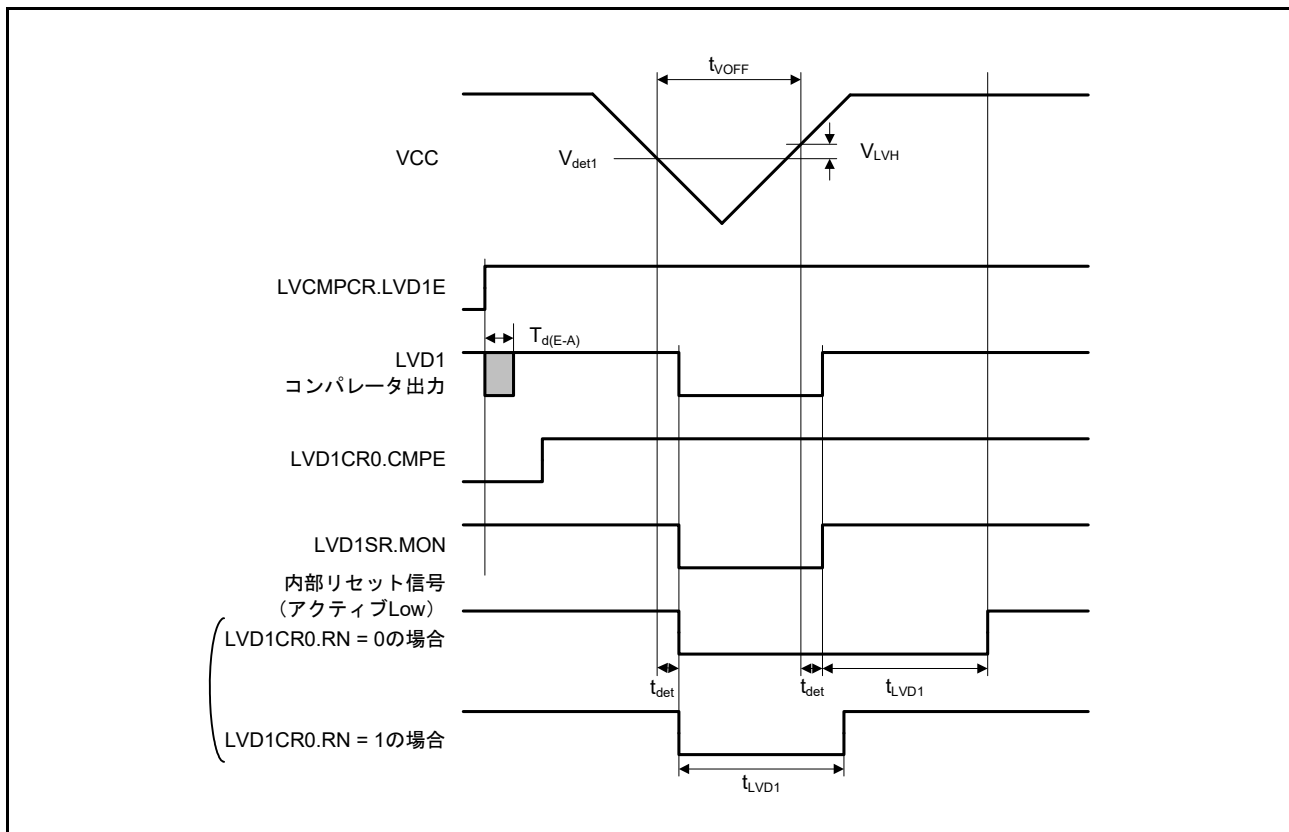 tVOFF
VCC
Vdet1
VLVH
LVCMPCR.LVD1E
Td(E-A)
LVD1
コンパレータ出力
LVD1CR0.CMPE
LVD1SR.MON
内部リセット信号
（アクティブLow）
LVD1CR0.RN = 0の場合
tdet
tdet
tLVD1
LVD1CR0.RN = 1の場合
tLVD1